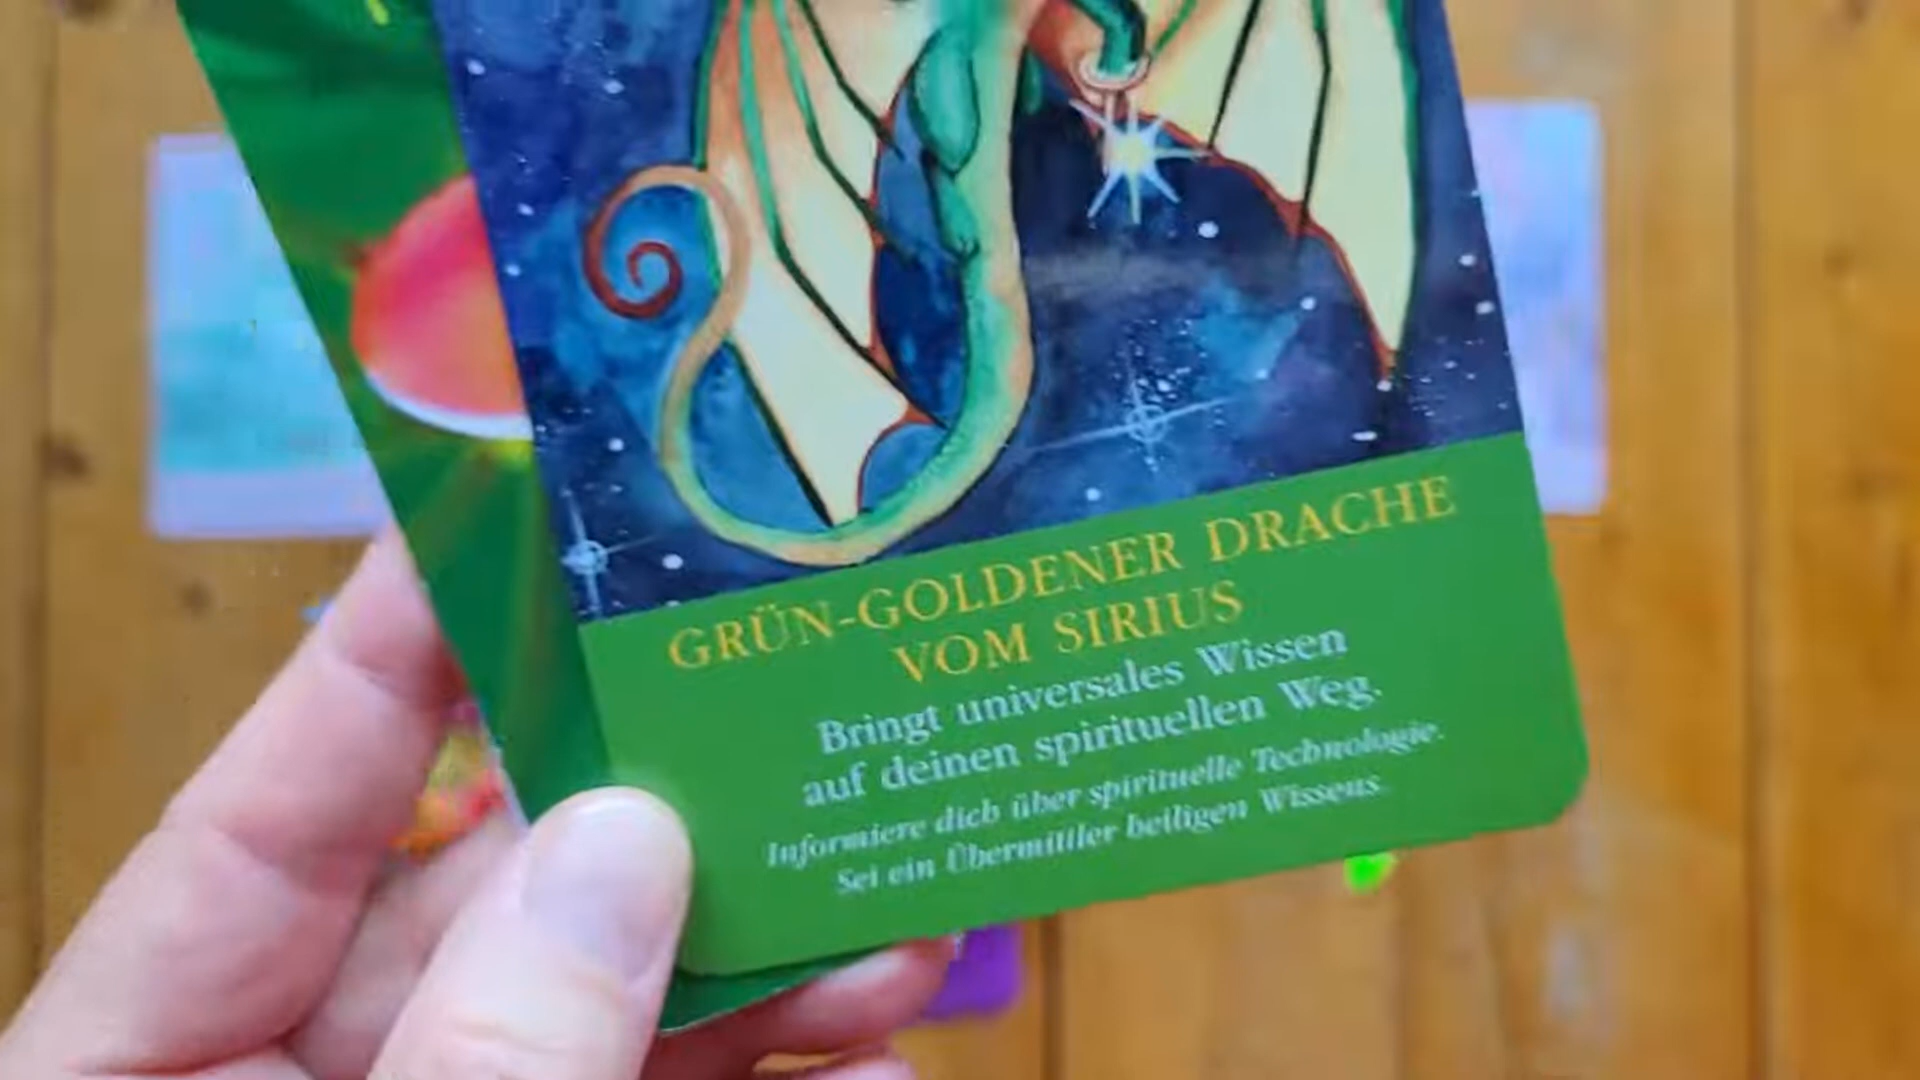 GRÜN-GOLDENER DRACHE
VOM SIRIUS
Bringt universales Wissen
auf deinen spirituellen Weg.
Informiere dich über spirituelle Technologie.
Sei ein Übermittler heiligen Wissens.